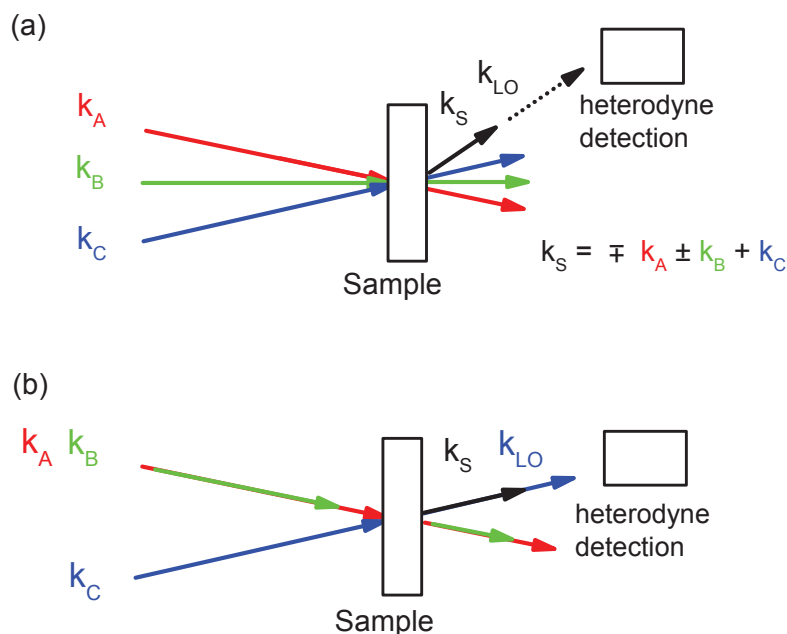 (a)
k_A
k_B
k_C
k_S
k_LO
heterodyne
detection
Sample
k_S = ∓ k_A ± k_B + k_C
(b)
k_A k_B
k_C
k_S
k_LO
heterodyne
detection
Sample